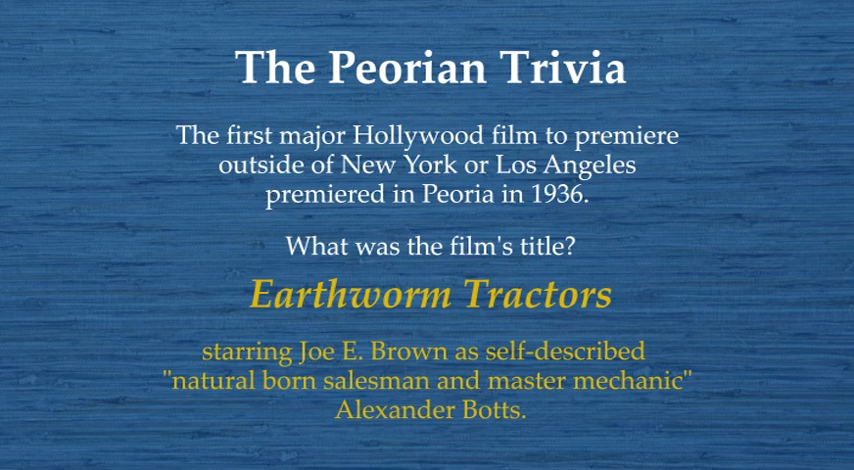 The Peorian Trivia
The first major Hollywood film to premiere
outside of New York or Los Angeles
premiered in Peoria in 1936.
What was the film's title?
Earthworm Tractors
starring Joe E. Brown as self-described
"natural born salesman and master mechanic"
Alexander Botts.